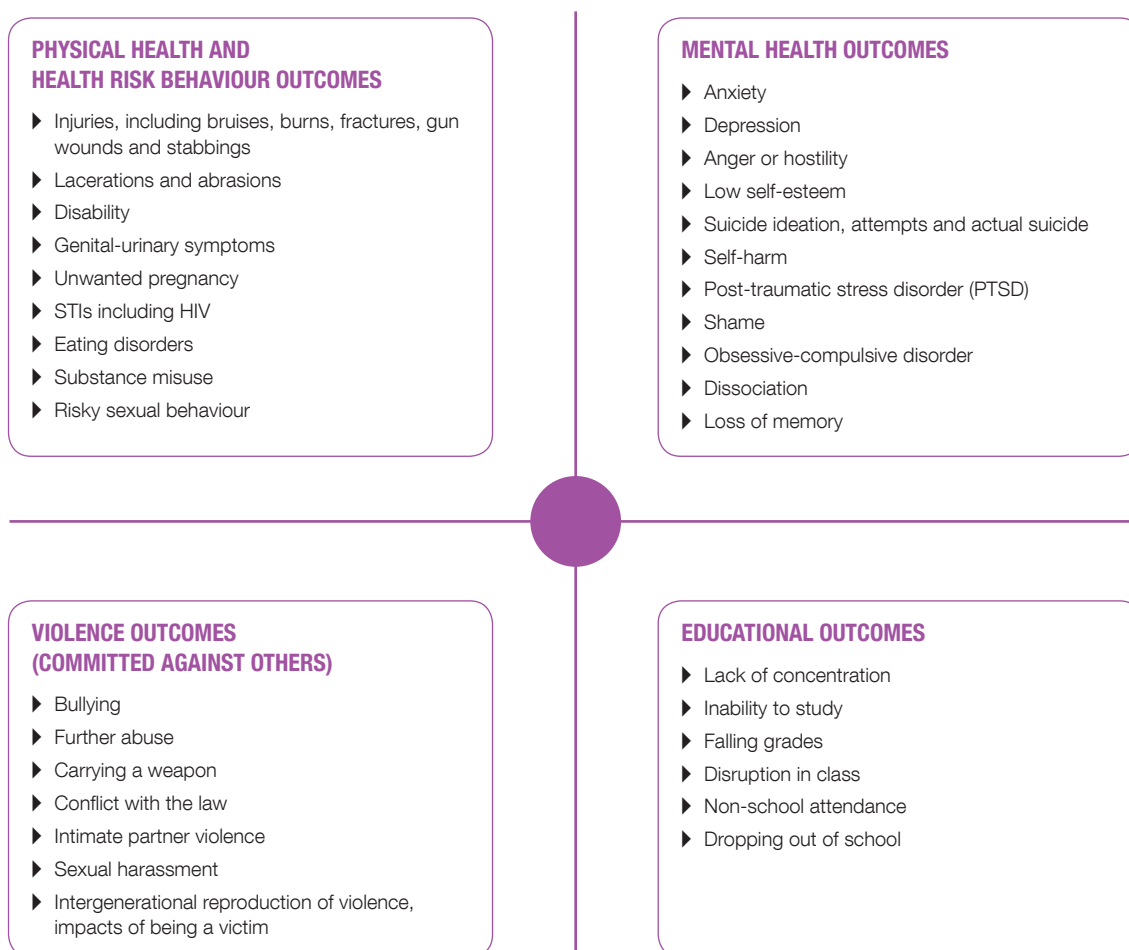 PHYSICAL HEALTH AND
HEALTH RISK BEHAVIOUR OUTCOMES
Injuries, including bruises, burns, fractures, gun
wounds and stabbings
Lacerations and abrasions
Disability
Genital-urinary symptoms
Unwanted pregnancy
STIs including HIV
Eating disorders
Substance misuse
Risky sexual behaviour
MENTAL HEALTH OUTCOMES
Anxiety
Depression
Anger or hostility
Low self-esteem
Suicide ideation, attempts and actual suicide
Self-harm
Post-traumatic stress disorder (PTSD)
Shame
Obsessive-compulsive disorder
Dissociation
Loss of memory
VIOLENCE OUTCOMES
(COMMITTED AGAINST OTHERS)
Bullying
Further abuse
Carrying a weapon
Conflict with the law
Intimate partner violence
Sexual harassment
Intergenerational reproduction of violence,
impacts of being a victim
EDUCATIONAL OUTCOMES
Lack of concentration
Inability to study
Falling grades
Disruption in class
Non-school attendance
Dropping out of school